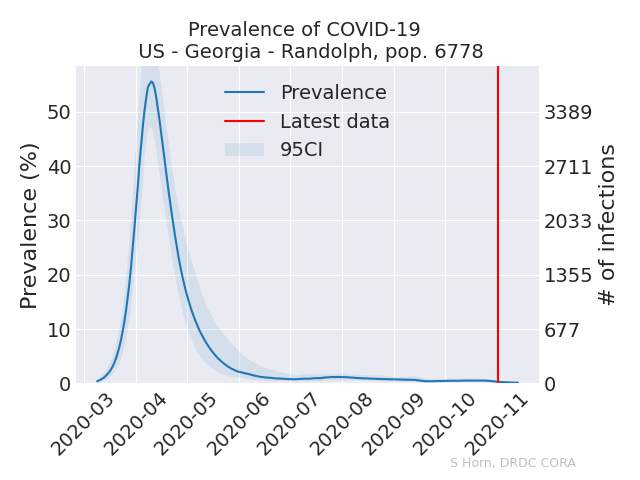 Prevalence of COVID-19
US - Georgia - Randolph, pop. 6778
Prevalence
Latest data
95CI
Prevalence (%)
50
40
30
20
10
0
3389
2711
2033
1355
677
0
# of infections
2020-03
2020-04
2020-05
2020-06
2020-07
2020-08
2020-09
2020-10
2020-11
S Horn, DRDC CORA